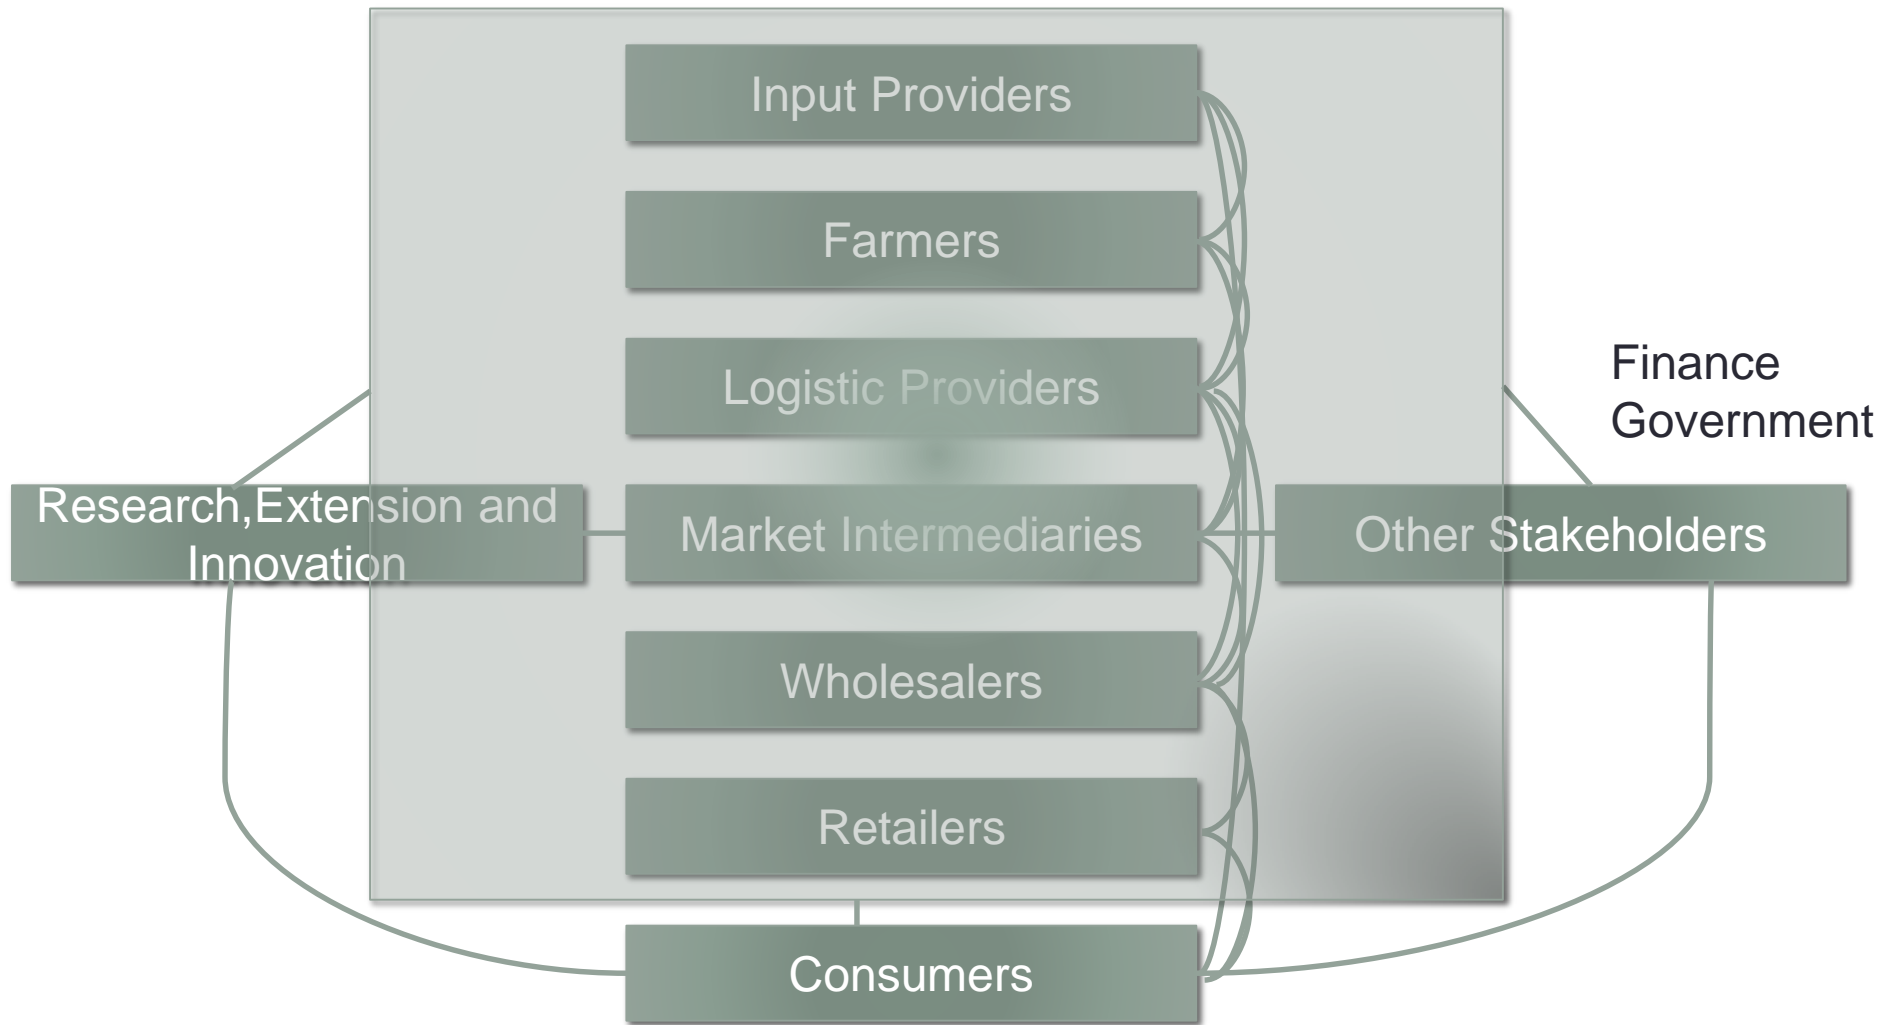 Input Providers
Farmers
Logistic Providers
Finance
Government
Research,Extension and
Innovation
Market Intermediaries
Other Stakeholders
Wholesalers
Retailers
Consumers